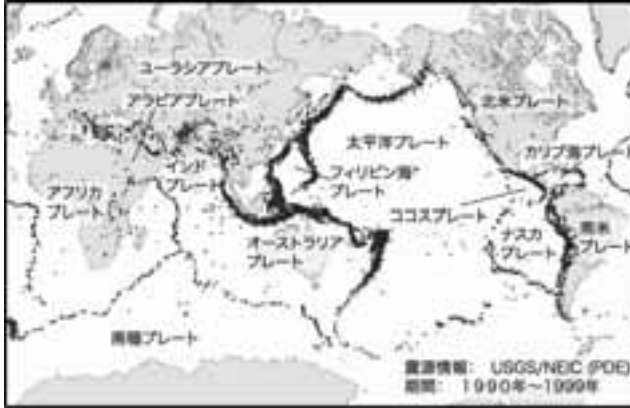 ユーラシアプレート
アラビアプレート
北米プレート
太平洋プレート
カリブ海プレート
インド
プレート
フィリピン海
プレート
アフリカ
プレート
ココスプレート
南米
プレート
ナスカ
プレート
オーストラリア
プレート
南極プレート
震源情報: USGS/NEIC (PDE)
期間: 1990年～1999年